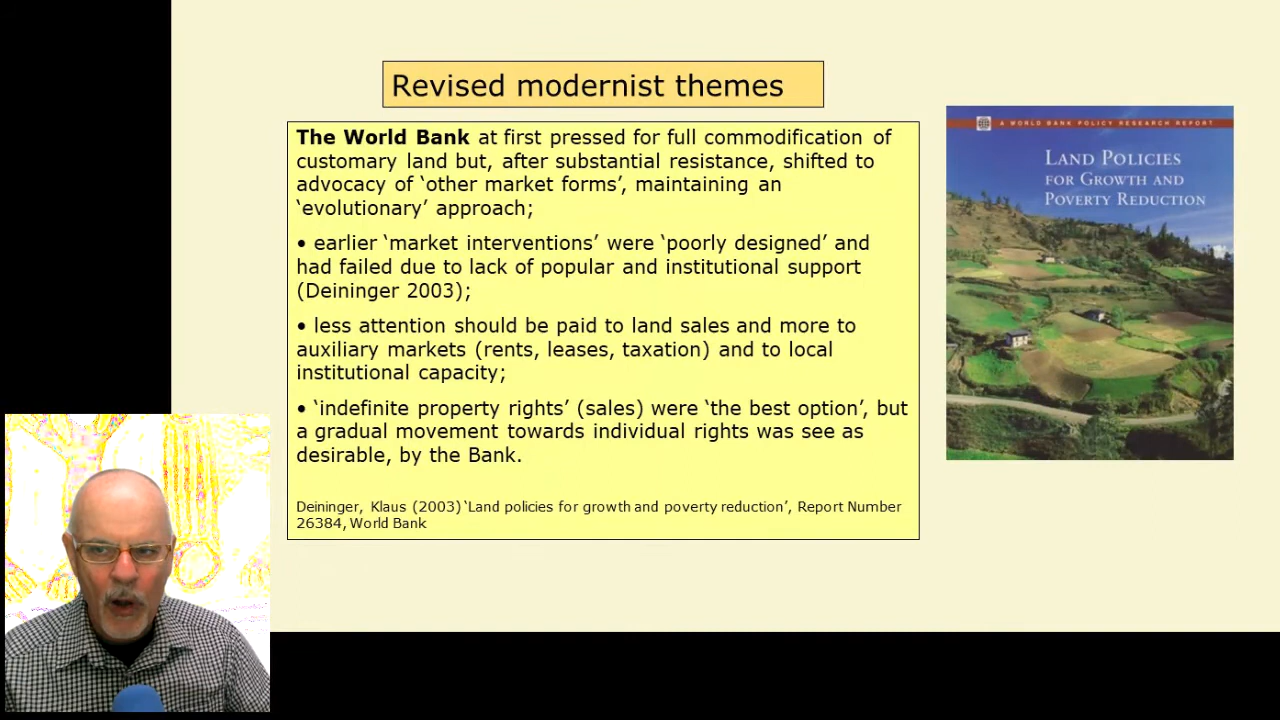 Revised modernist themes
The World Bank at first pressed for full commodification of
customary land but, after substantial resistance, shifted to
advocacy of ‘other market forms’, maintaining an
‘evolutionary’ approach;
• earlier ‘market interventions’ were ‘poorly designed’ and
had failed due to lack of popular and institutional support
(Deininger 2003);
• less attention should be paid to land sales and more to
auxiliary markets (rents, leases, taxation) and to local
institutional capacity;
• ‘indefinite property rights’ (sales) were ‘the best option’, but
a gradual movement towards individual rights was see as
desirable, by the Bank.
Deininger, Klaus (2003) ‘Land policies for growth and poverty reduction’, Report Number
26384, World Bank
A WORLD BANK POLICY RESEARCH REPORT
LAND POLICIES
FOR GROWTH AND
POVERTY REDUCTION